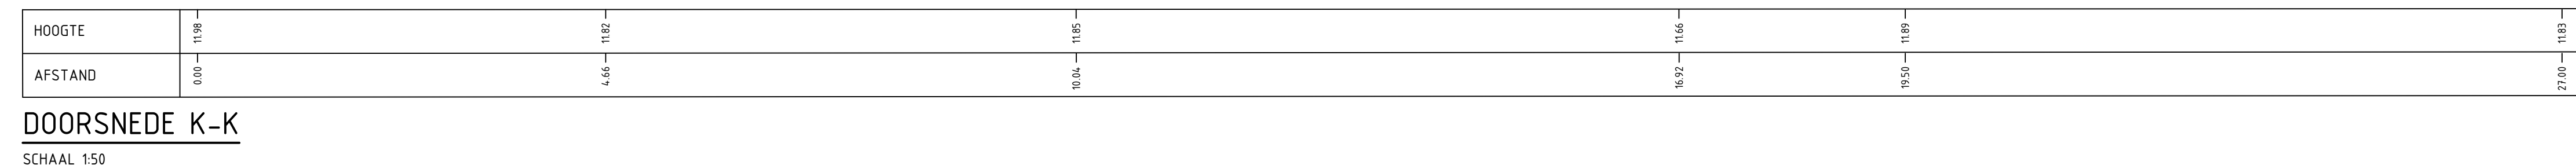 HOOGTE 11.98 11.82 11.85 11.66 11.89 11.83
AFSTAND 0.00 4.66 10.04 16.92 19.50 27.00
DOORSNEDE K-K
SCHAAL 1:50